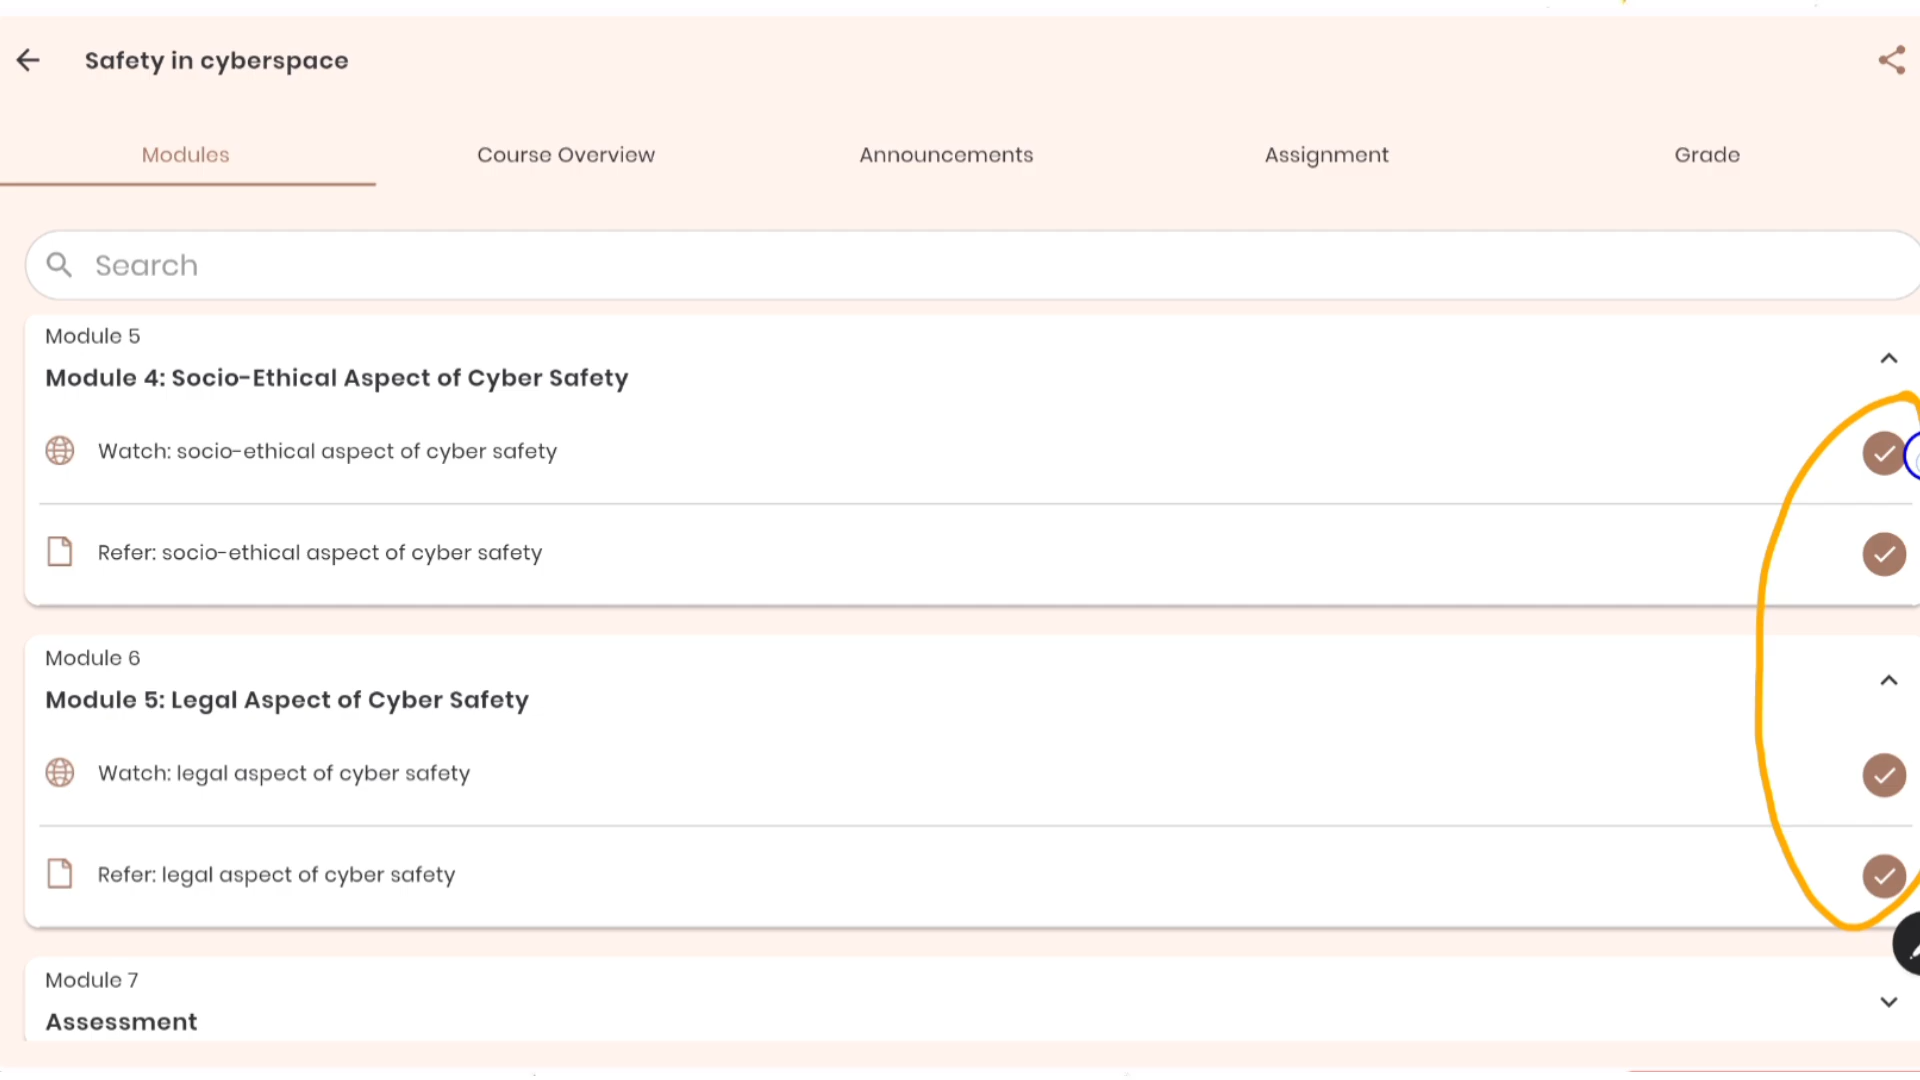 Safety in cyberspace
Modules Course Overview Announcements Assignment Grade
Search
Module 5
Module 4: Socio-Ethical Aspect of Cyber Safety
Watch: socio-ethical aspect of cyber safety
Refer: socio-ethical aspect of cyber safety
Module 6
Module 5: Legal Aspect of Cyber Safety
Watch: legal aspect of cyber safety
Refer: legal aspect of cyber safety
Module 7
Assessment